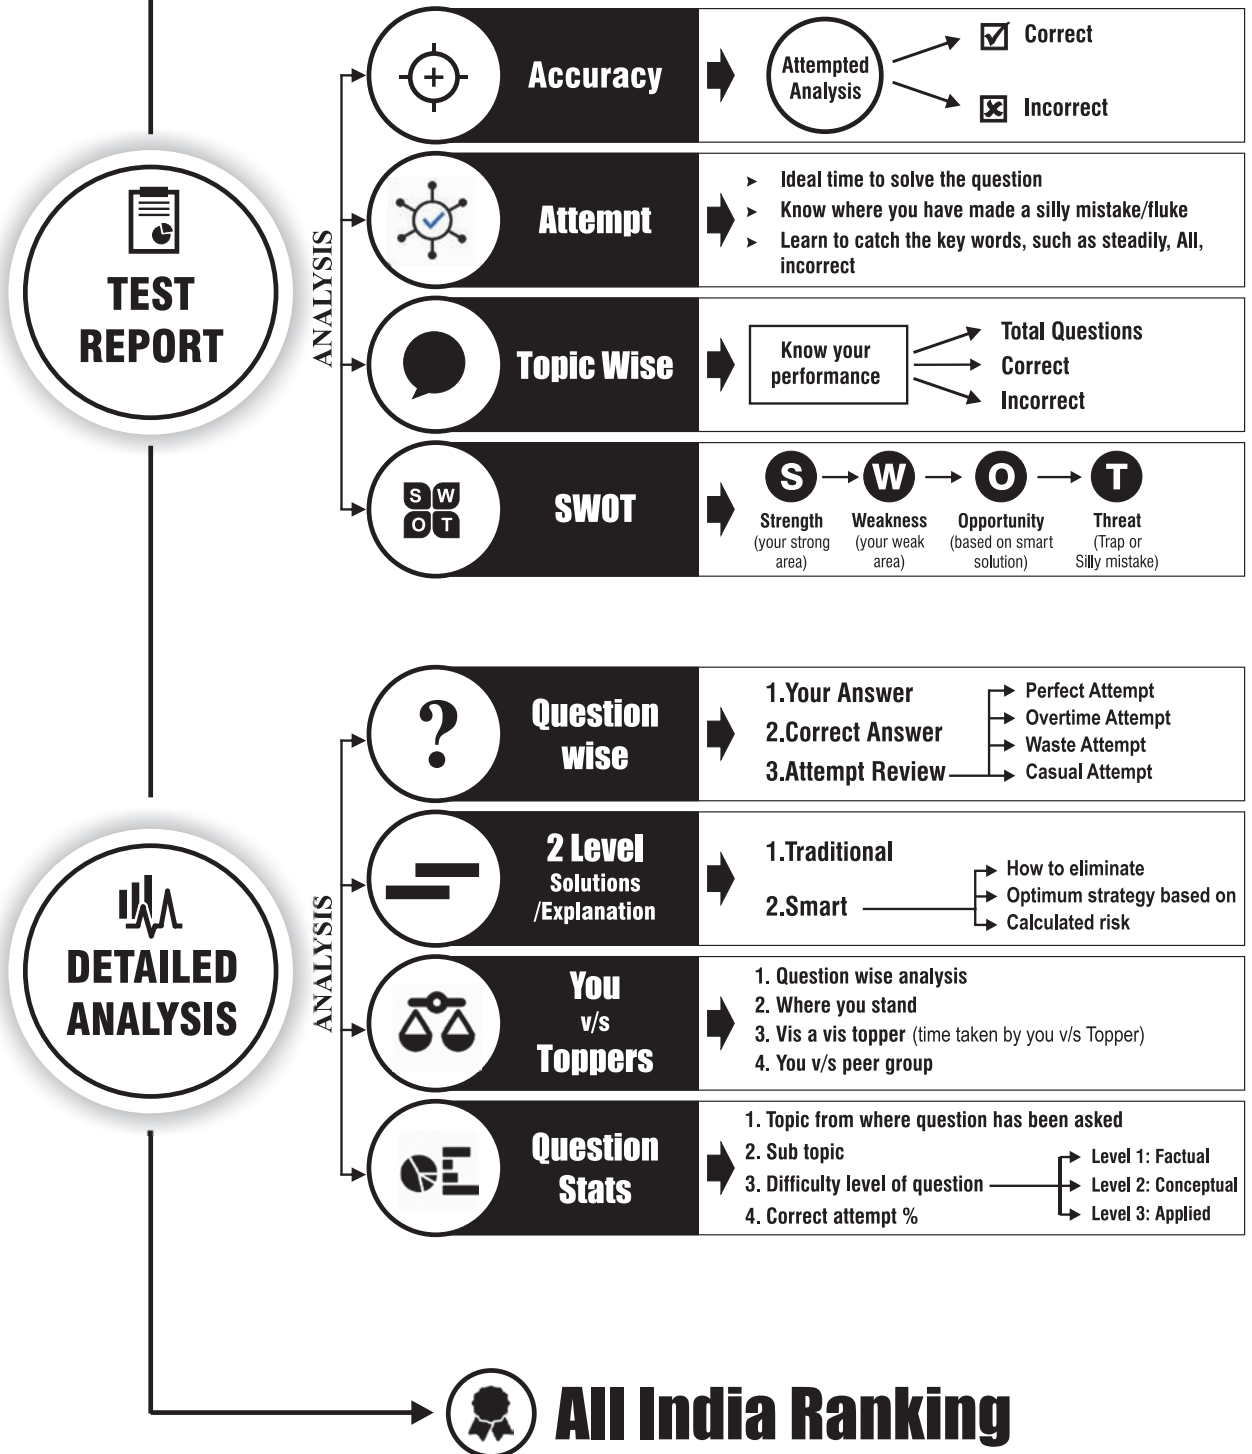 TEST
REPORT
ANALYSIS
Accuracy
Attempted
Analysis
Correct
Incorrect
Attempt
➤ Ideal time to solve the question
➤ Know where you have made a silly mistake/fluke
➤ Learn to catch the key words, such as steadily, All,
incorrect
Topic Wise
Know your
performance
Total Questions
Correct
Incorrect
S W
O T
SWOT
S W O T
Strength Weakness Opportunity Threat
(your strong (your weak (based on smart (Trap or
area) area) solution) Silly mistake)
DETAILED
ANALYSIS
ANALYSIS
?
Question
wise
1.Your Answer
2.Correct Answer
3.Attempt Review
Perfect Attempt
Overtime Attempt
Waste Attempt
Casual Attempt
2 Level
Solutions
/Explanation
1.Traditional
2.Smart
How to eliminate
Optimum strategy based on
Calculated risk
You
v/s
Toppers
1. Question wise analysis
2. Where you stand
3. Vis a vis topper (time taken by you v/s Topper)
4. You v/s peer group
Question
Stats
1. Topic from where question has been asked
2. Sub topic
3. Difficulty level of question
4. Correct attempt %
Level 1: Factual
Level 2: Conceptual
Level 3: Applied
All India Ranking